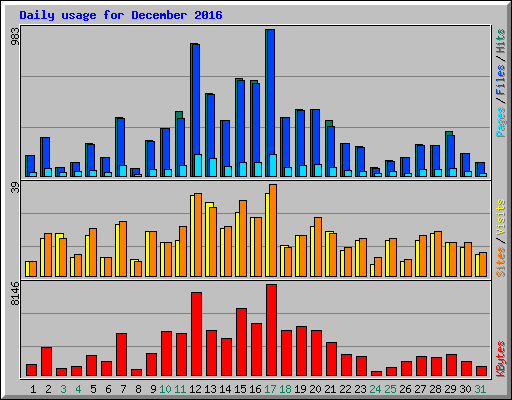 Daily usage for December 2016
983
Pages / Files / Hits
39
Sites / Visits
8146
KBytes
1 2 3 4 5 6 7 8 9 10 11 12 13 14 15 16 17 18 19 20 21 22 23 24 25 26 27 28 29 30 31